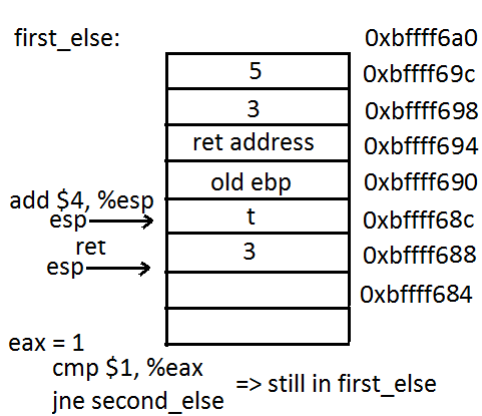 first_else:
0xbffff6a0
5
0xbffff69c
3
0xbffff698
ret address
0xbffff694
old ebp
0xbffff690
add $4, %esp
esp
t
0xbffff68c
ret
esp
3
0xbffff688
0xbffff684
eax = 1
cmp $1, %eax
jne second_else
=> still in first_else